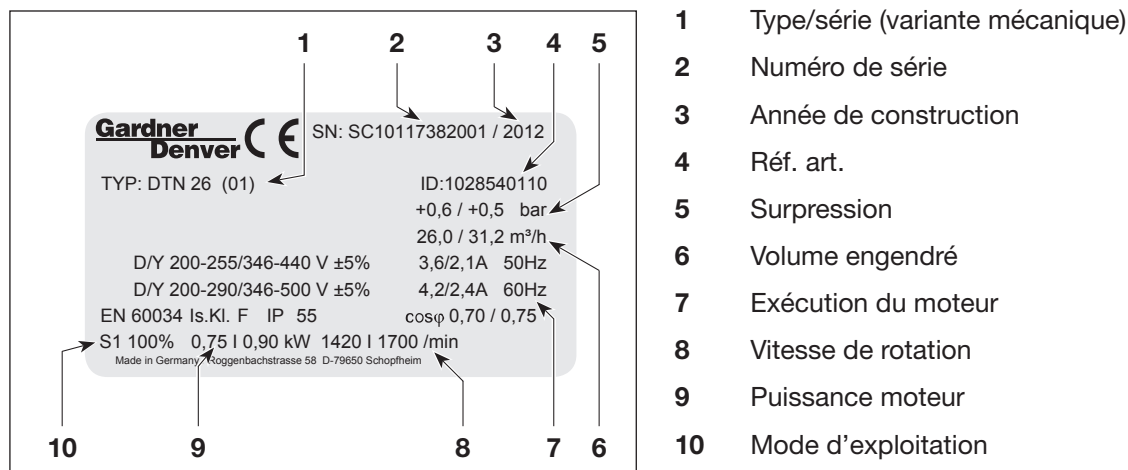 1 2 3 4 5
Gardner
Denver CE SN: SC10117382001 / 2012
TYP: DTN 26 (01) ID:1028540110
+0,6 / +0,5 bar
26,0 / 31,2 m³/h
D/Y 200-255/346-440 V ±5% 3,6/2,1A 50Hz
D/Y 200-290/346-500 V ±5% 4,2/2,4A 60Hz
EN 60034 Is.Kl. F IP 55 cosφ 0,70 / 0,75
S1 100% 0,75 I 0,90 kW 1420 I 1700 /min
Made in Germany Roggenbachstrasse 58 D-79650 Schopfheim
10 9 8 7 6
1 Type/série (variante mécanique)
2 Numéro de série
3 Année de construction
4 Réf. art.
5 Surpression
6 Volume engendré
7 Exécution du moteur
8 Vitesse de rotation
9 Puissance moteur
10 Mode d'exploitation